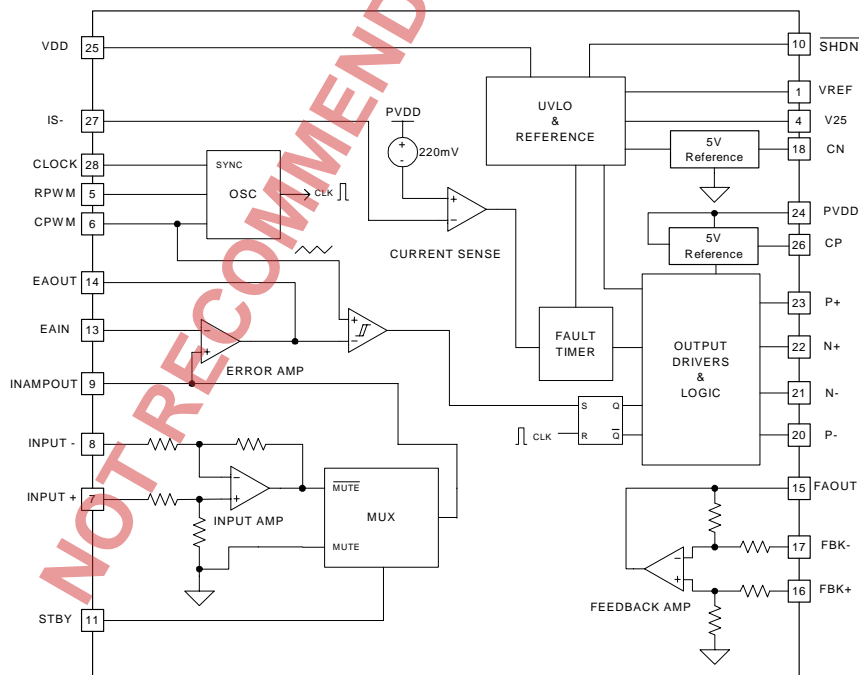 NOT RECOMMEND
VDD 25
10 SHDN
1 VREF
UVLO
&
REFERENCE
4 V25
IS- 27
PVDD
+
-
220mV
5V
Reference
18 CN
CLOCK 28
SYNC
OSC
CLK
RPWM 5
CPWM 6
+
−
CURRENT SENSE
24 PVDD
5V
Reference
26 CP
EAOUT 14
23 P+
EAIN 13
−
+
ERROR AMP
+
−
FAULT
TIMER
OUTPUT
DRIVERS
&
LOGIC
22 N+
INAMPOUT 9
21 N-
S Q
R Q
CLK
20 P-
INPUT - 8
INPUT + 7
−
+
INPUT AMP
MUTE
MUX
MUTE
15 FAOUT
17 FBK-
−
+
16 FBK+
FEEDBACK AMP
STBY 11